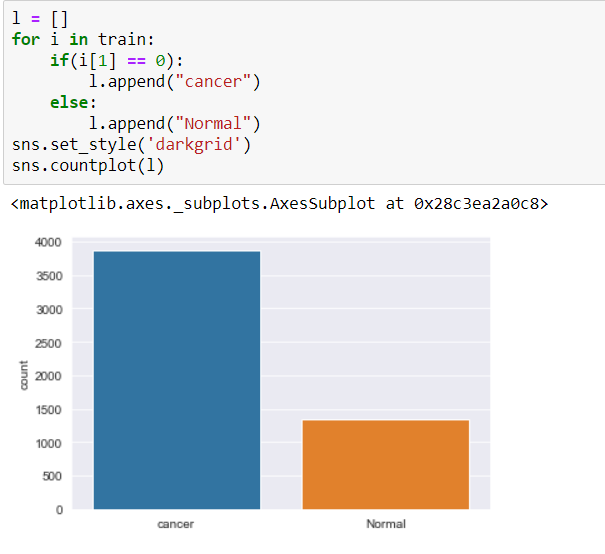 l = []
for i in train:
    if(i[1] == 0):
        l.append("cancer")
    else:
        l.append("Normal")
sns.set_style('darkgrid')
sns.countplot(l)
<matplotlib.axes._subplots.AxesSubplot at 0x28c3ea2a0c8>
4000
3500
3000
2500
2000
1500
1000
500
0
count
cancer Normal